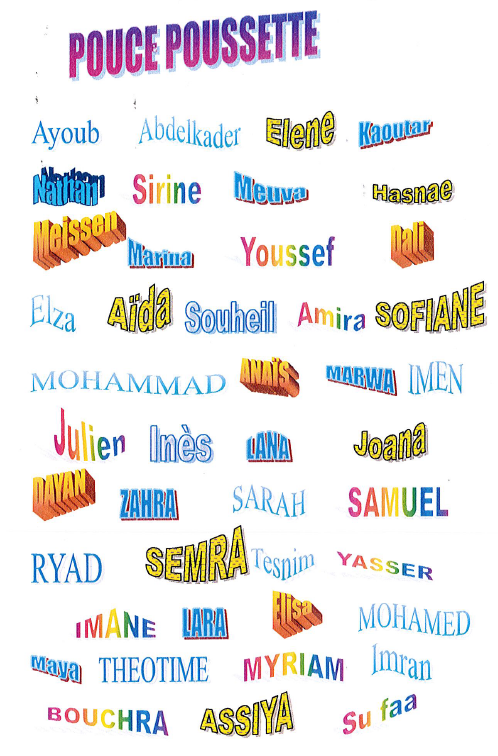 POUCE POUSSETTE
Ayoub Abdelkader Elene Kaoutar
Nathan Sirine Meuva Hasnae
Meissen Marina Youssef Dali
Elza Aïda Souheil Amira SOFIANE
MOHAMMAD ANAÏS MARWA IMEN
Julien Inès LANA Joana
DAYAN ZAHRA SARAH SAMUEL
RYAD SEMRA Tesnim YASSER
IMANE LARA Elisa MOHAMED
Maya THEOTIME MYRIAM Imran
BOUCHRA ASSIYA Su faa